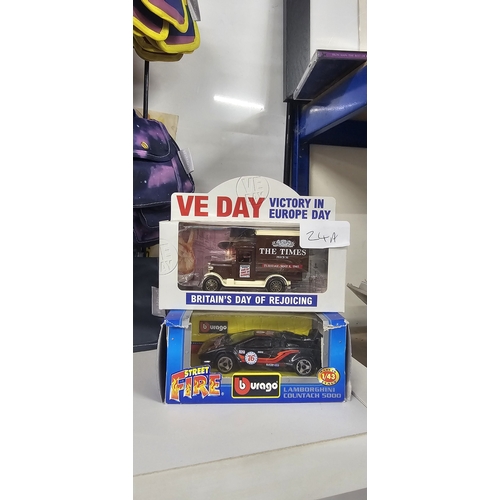 VE
VE DAY VICTORY IN
EUROPE DAY
24A
THE TIMES
BRITAIN'S DAY OF REJOICING
burago
STREET
FIRE
burago
1/43
LAMBORGHINI
COUNTACH 5000